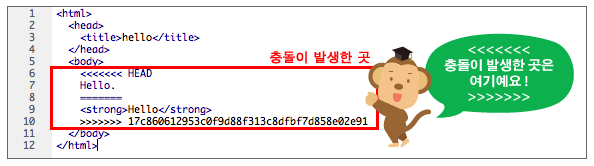 1 <html>
2 <head>
3 <title>hello</title>
4 </head>
5 <body>
충돌이 발생한 곳
6 <<<<<<< HEAD
7 Hello.
8 =======
9 <strong>Hello</strong>
10 >>>>>>> 17c860612953c0f9d88f313c8dfbf7d858e02e91
11 </body>
12 </html>
<<<<<<<
충돌이 발생한 곳은
여기예요!
>>>>>>>